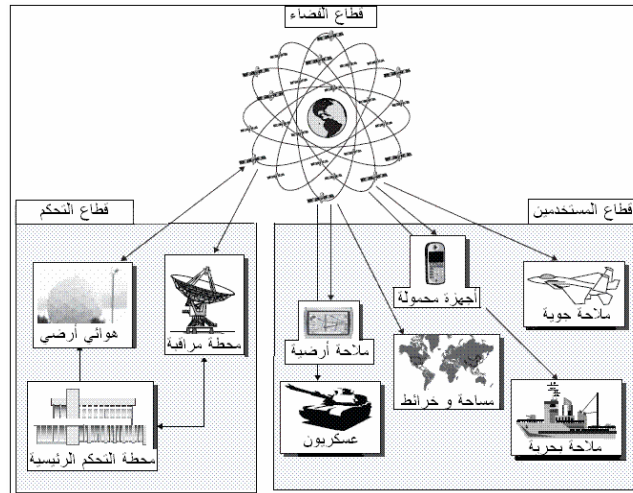 قطاع الفضاء
قطاع المستخدمين
قطاع التحكم
ملاحة جوية
أجهزة محمولة
ملاحة أرضية
محطة مراقبة
هوائي أرضي
ملاحة بحرية
مساحة و خرائط
عسكريون
محطة التحكم الرئيسية